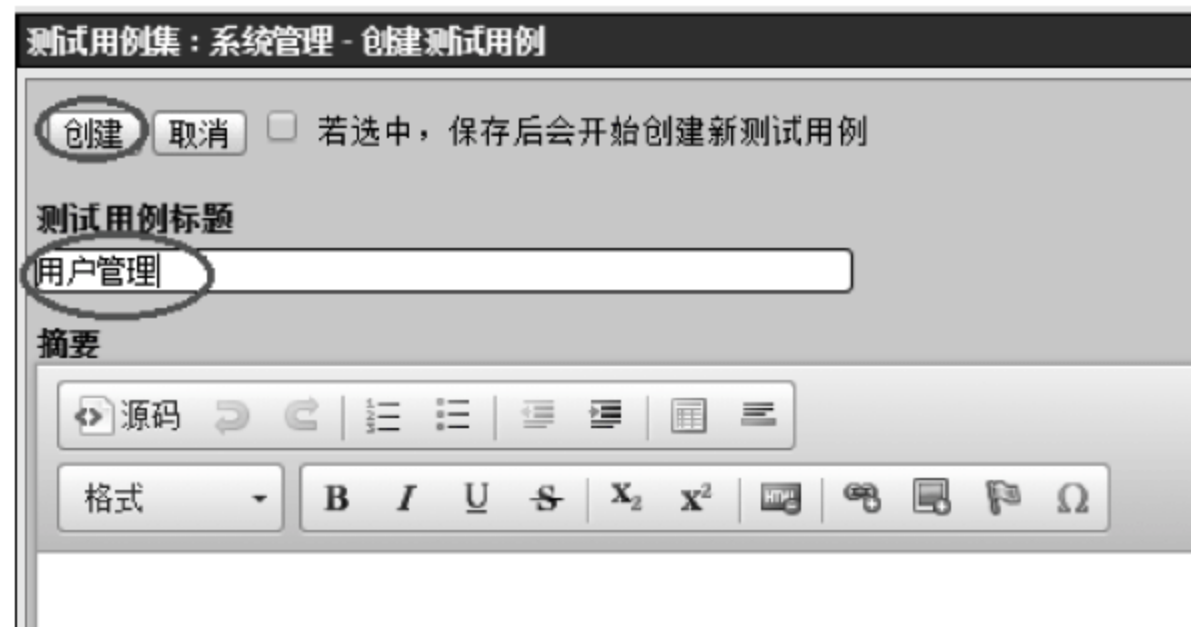 测试用例集：系统管理 - 创建测试用例
创建 取消 若选中，保存后会开始创建新测试用例
测试用例标题
用户管理
摘要
源码
格式 B I U S X₂ X² HTML Ω